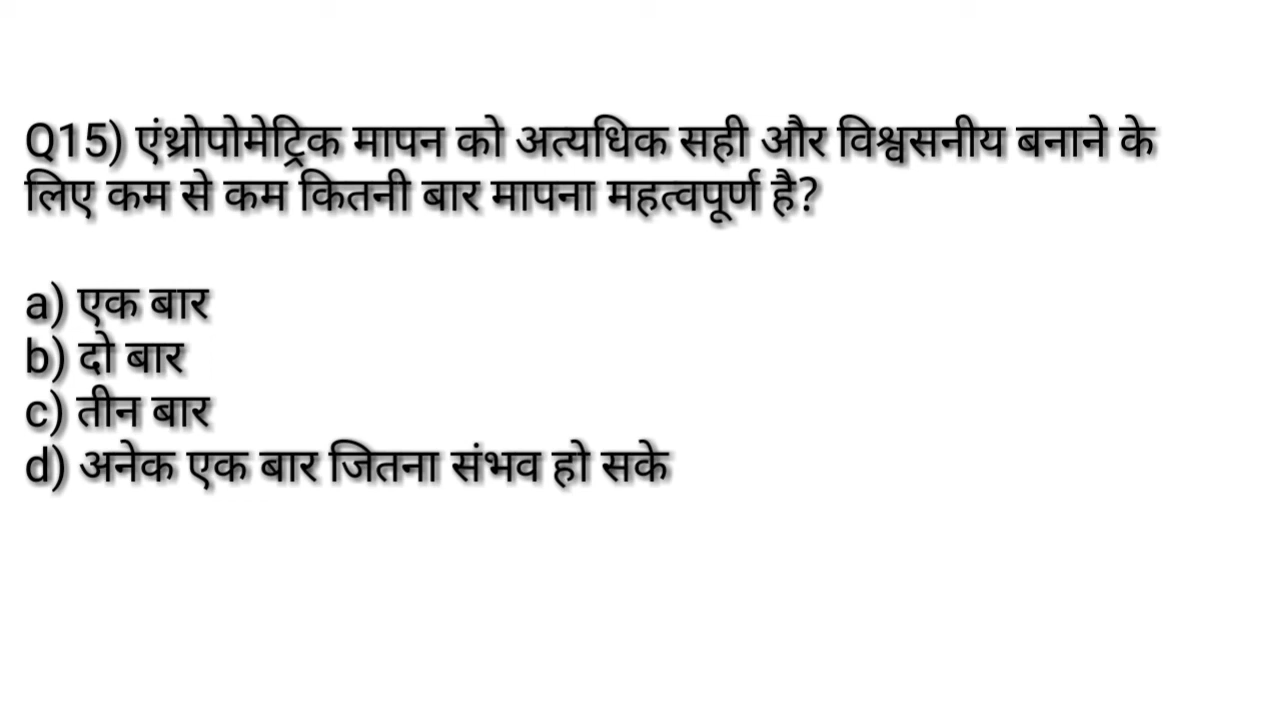 Q15) एंथ्रोपोमेट्रिक मापन को अत्यधिक सही और विश्वसनीय बनाने के
लिए कम से कम कितनी बार मापना महत्वपूर्ण है?
a) एक बार
b) दो बार
c) तीन बार
d) अनेक एक बार जितना संभव हो सके